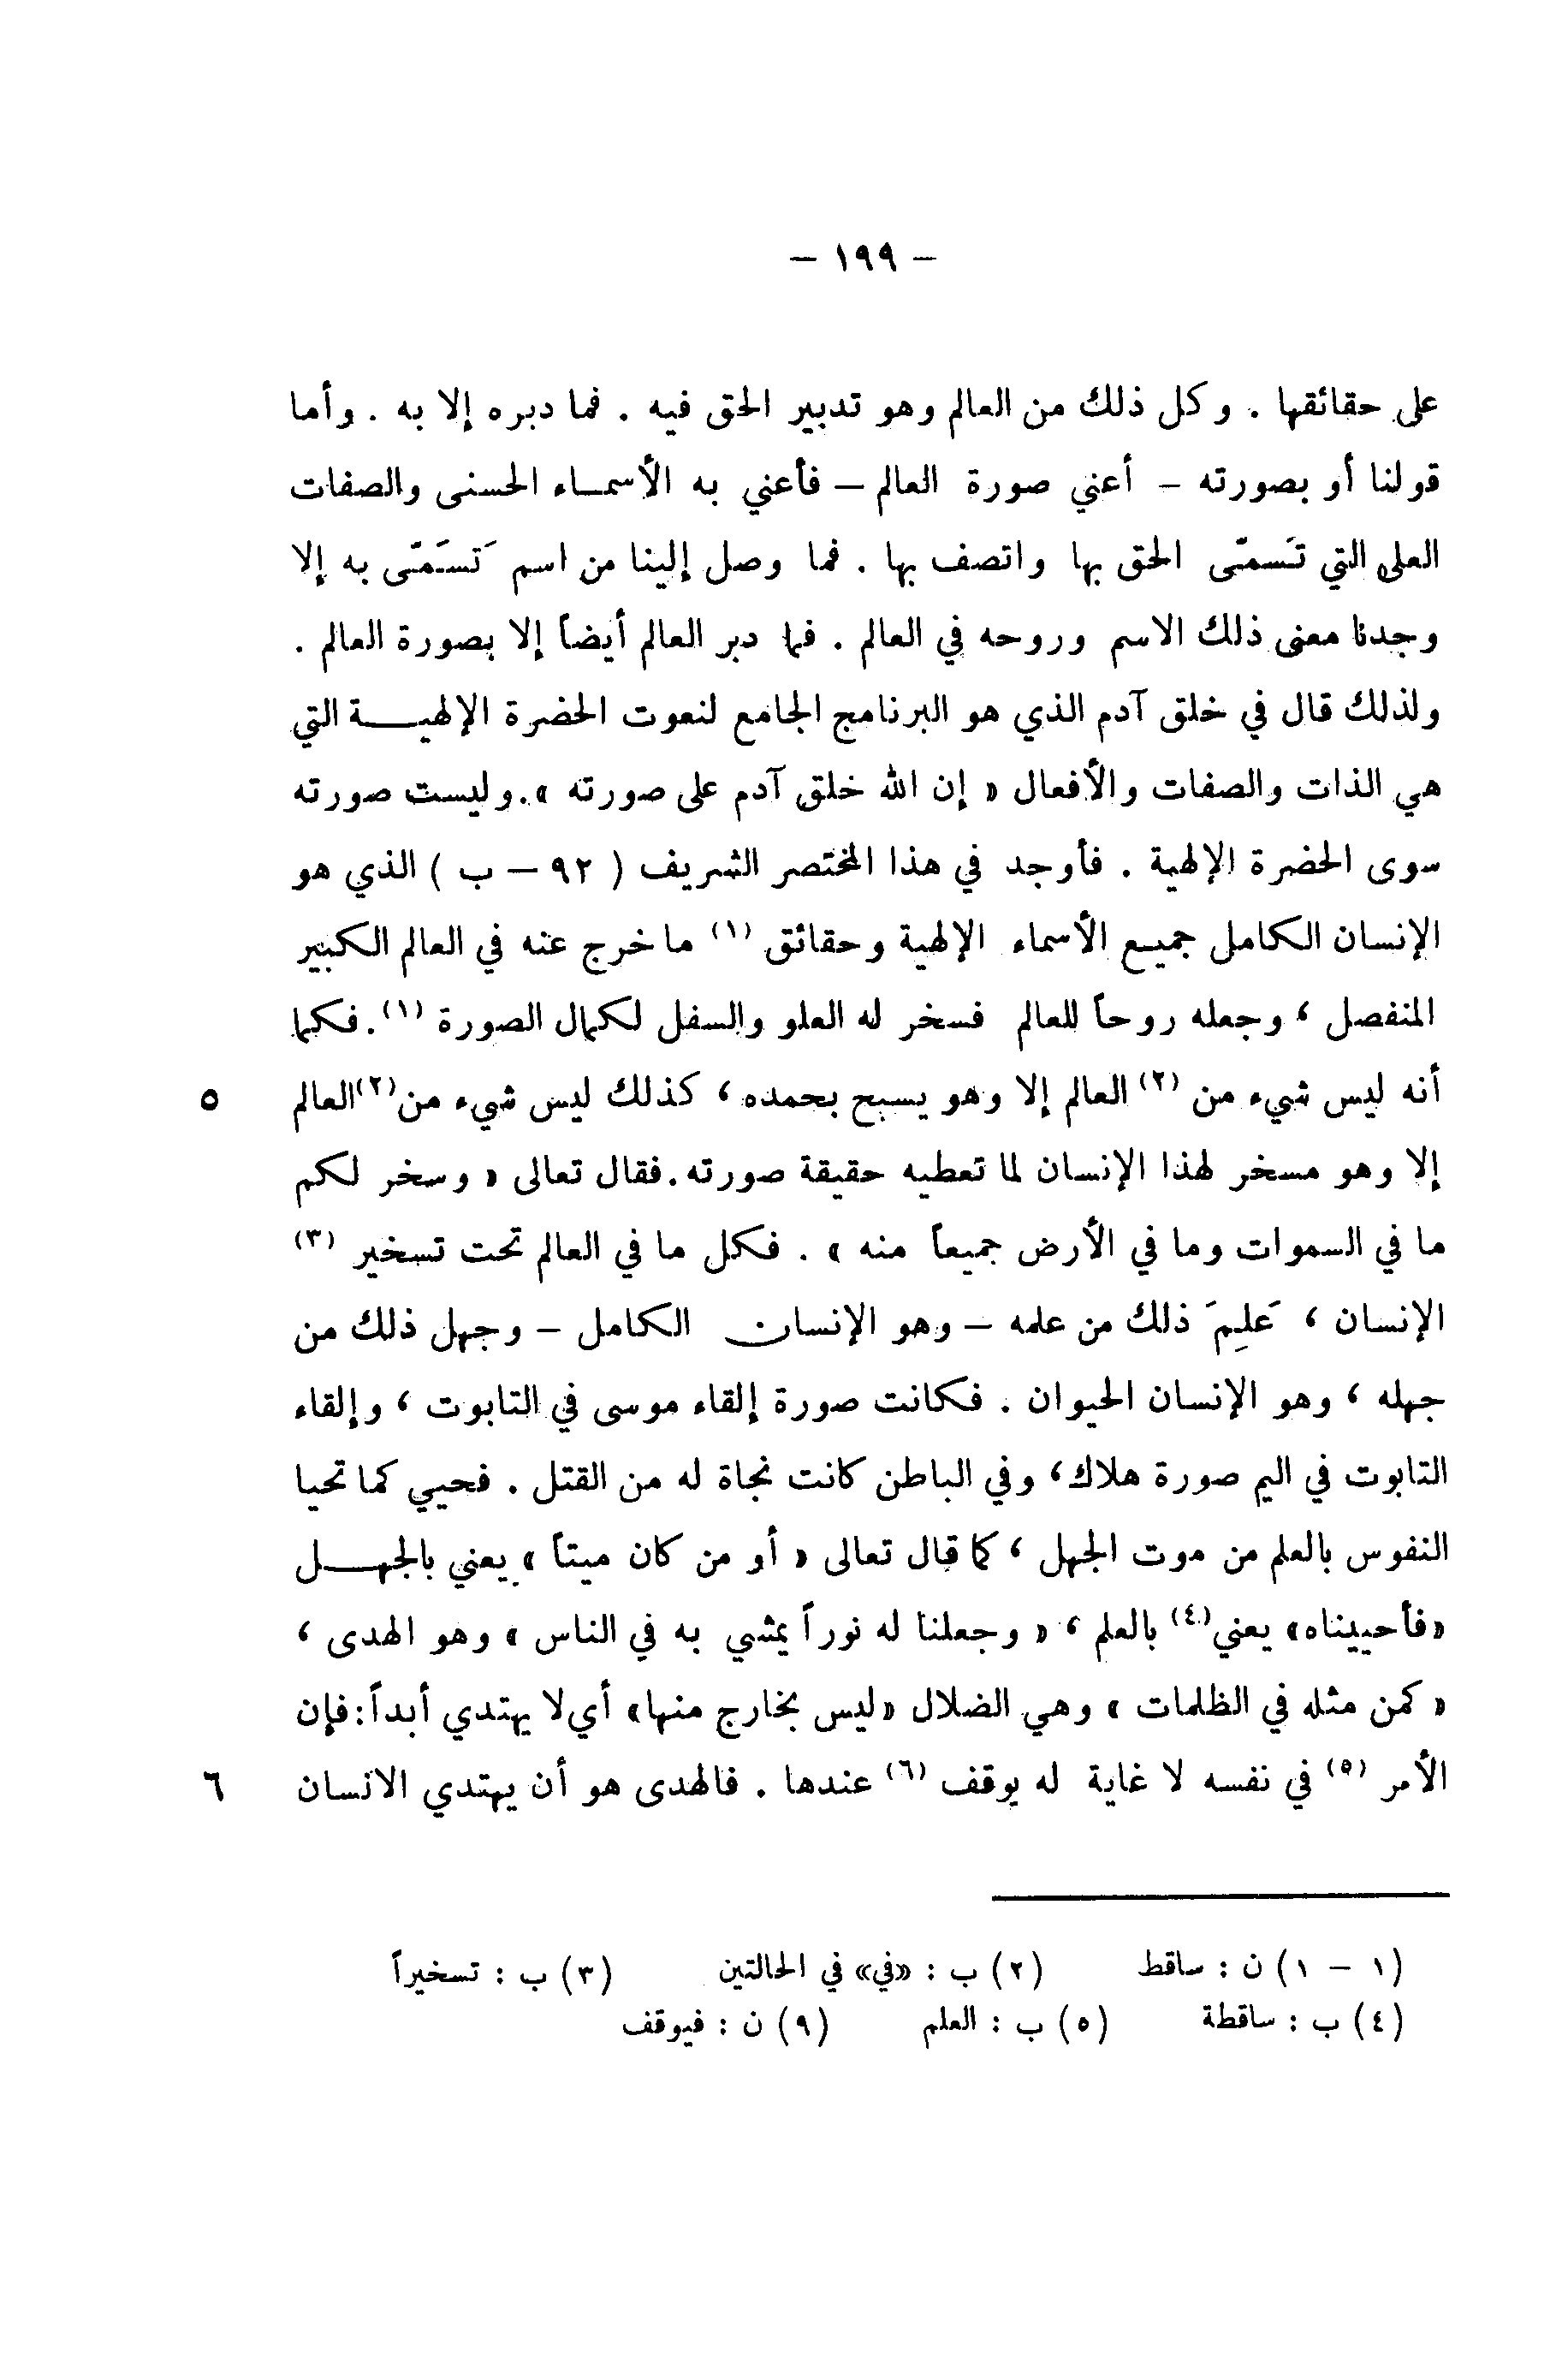 – ١٩٩ –
على حقائقها . وكل ذلك من العالم وهو تدبير الحق فيه . فما دبره إلا به . وأما
قولنا أو بصورته – أعني صورة العالم – فأعني به الأسماء الحسنى والصفات
العلى التي تَسمّى الحق بها واتصف بها . فما وصل إلينا من اسم تَسَمّى به إلا
وجدنا معنى ذلك الاسم وروحه في العالم . فما دبر العالم أيضاً إلا بصورة العالم .
ولذلك قال في خلق آدم الذي هو البرنامج الجامع لنعوت الحضرة الإلهية التي
هي الذات والصفات والأفعال « إن الله خلق آدم على صورته ». وليست صورته
سوى الحضرة الإلهية . فأوجد في هذا المختصر الشريف ( ٩٢ – ب ) الذي هو
الإنسان الكامل جميع الأسماء الإلهية وحقائق (١) ما خرج عنه في العالم الكبير
المنفصل ، وجعله روحاً للعالم فسخر له العلو والسفل لكمال الصورة (١). فكما
أنه ليس شيء من (٢) العالم إلا وهو يسبح بحمده ، كذلك ليس شيء من (٢) العالم ٥
إلا وهو مسخر لهذا الإنسان لما تعطيه حقيقة صورته. فقال تعالى « وسخر لكم
ما في السموات وما في الأرض جميعاً منه » . فكل ما في العالم تحت تسخير (٣)
الإنسان ، عَلِمَ ذلك من علمه – وهو الإنسان الكامل – وجهل ذلك من
جهله ، وهو الإنسان الحيوان . فكانت صورة إلقاء موسى في التابوت ، وإلقاء
التابوت في اليم صورة هلاك ، وفي الباطن كانت نجاة له من القتل . فحيي كما تحيا
النفوس بالعلم من موت الجهل ، كما قال تعالى « أو من كان ميتاً » يعني بالجهل
«فأحييناه» يعني (٤) بالعلم ، « وجعلنا له نوراً يمشي به في الناس » وهو الهدى ،
« كمن مثله في الظلمات » وهي الضلال «ليس بخارج منها» أي لا يهتدي أبداً: فإن
الأمر (٥) في نفسه لا غاية له يوقف (٦) عندها . فالهدى هو أن يهتدي الانسان ٦
(١ – ١) ن : ساقط (٢) ب : «في» في الحالتين (٣) ب : تسخيراً
(٤) ب : ساقطة (٥) ب : العلم (٩) ن : فيوقف